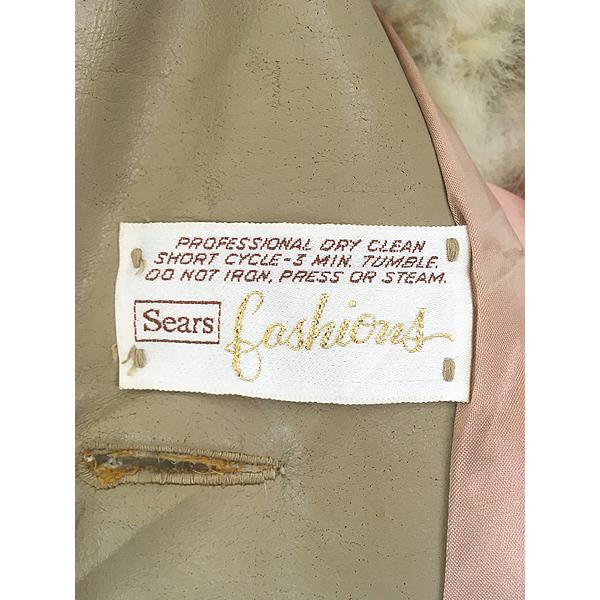 PROFESSIONAL DRY CLEAN
SHORT CYCLE-3 MIN. TUMBLE.
DO NOT IRON, PRESS OR STEAM.
Sears fashions